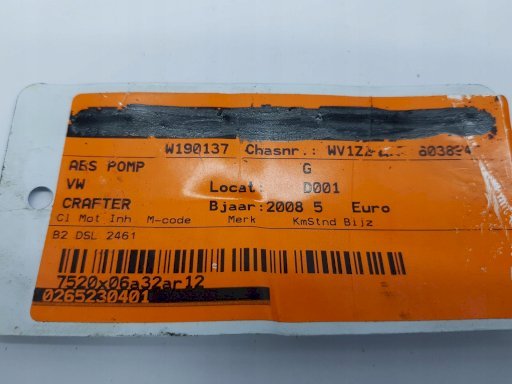 W190137 Chasnr.: WV1Z
ABS POMP G
VW Locat: D001
CRAFTER Bjaar:2008 5 Euro
Cl Mot Inh M-code Merk KmStnd Bijz
B2 DSL 2461
7520x06a32ar12
0265230401